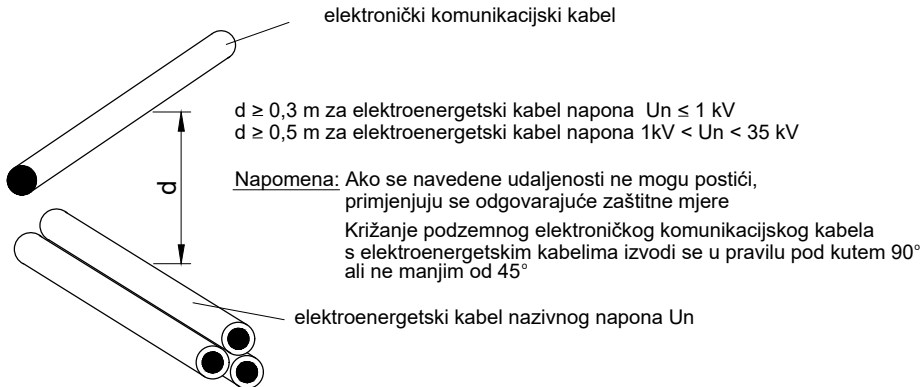 elektronički komunikacijski kabel
d ≥ 0,3 m za elektroenergetski kabel napona Un ≤ 1 kV
d ≥ 0,5 m za elektroenergetski kabel napona 1kV < Un < 35 kV
d
Napomena: Ako se navedene udaljenosti ne mogu postići,
primjenjuju se odgovarajuće zaštitne mjere
Križanje podzemnog elektroničkog komunikacijskog kabela
s elektroenergetskim kabelima izvodi se u pravilu pod kutem 90°
ali ne manjim od 45°
elektroenergetski kabel nazivnog napona Un